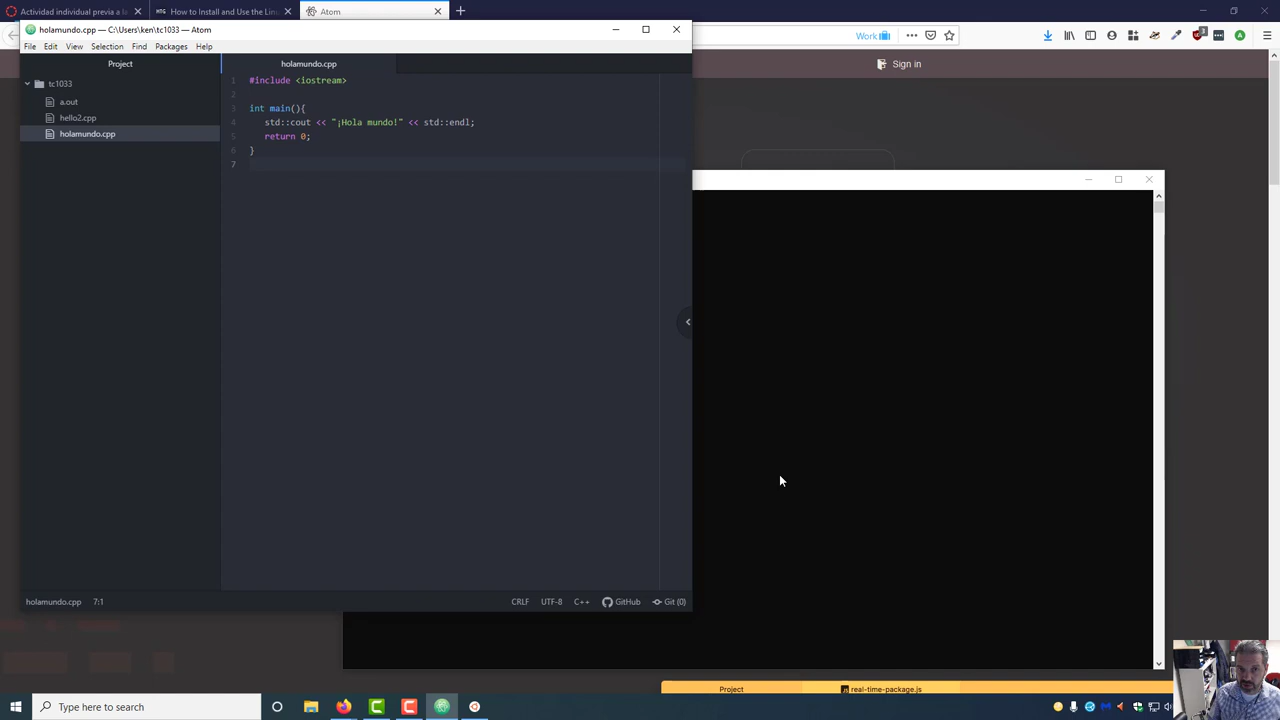 Actividad individual previa a la
How to Install and Use the Linu
Atom
holamundo.cpp — C:\Users\ken\tc1033 — Atom
Work
File Edit View Selection Find Packages Help
Project
holamundo.cpp
Sign in
tc1033
a.out
hello2.cpp
holamundo.cpp
1 #include <iostream>
2
3 int main(){
4 std::cout << "¡Hola mundo!" << std::endl;
5 return 0;
6 }
7
holamundo.cpp 7:1
CRLF UTF-8 C++ GitHub Git (0)
Project
real-time-package.js
Type here to search